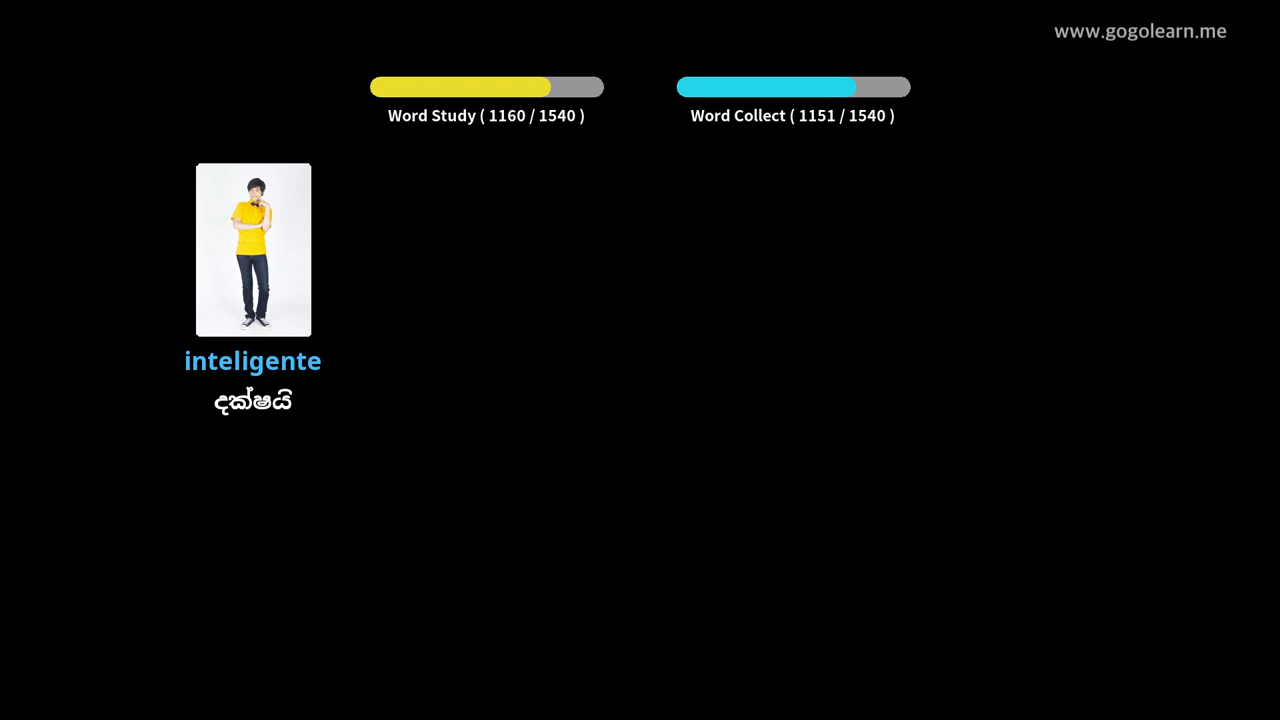 www.gogolearn.me
Word Study ( 1160 / 1540 )
Word Collect ( 1151 / 1540 )
inteligente
දක්ෂයි